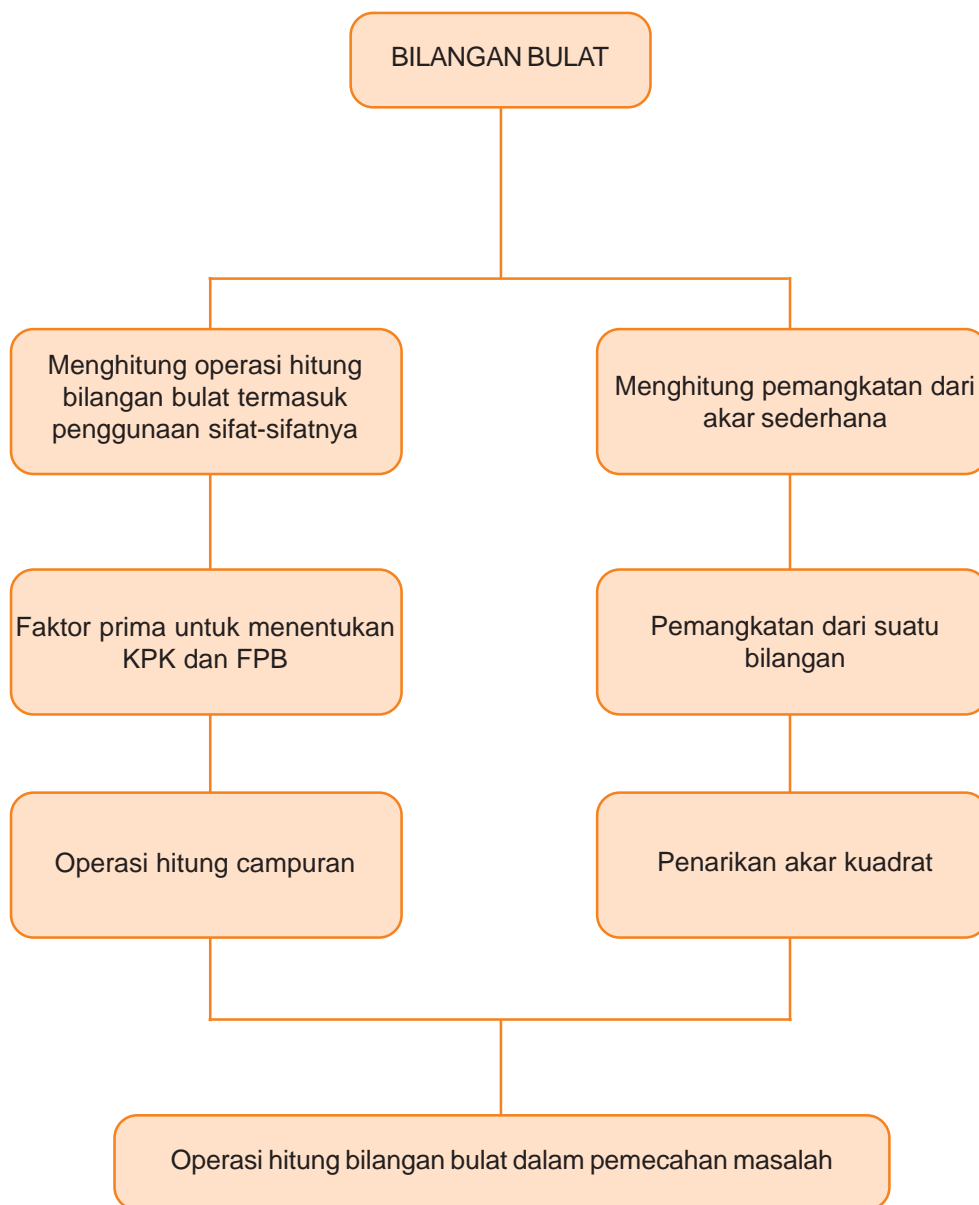 BILANGAN BULAT
Menghitung operasi hitung
bilangan bulat termasuk
penggunaan sifat-sifatnya
Menghitung pemangkatan dari
akar sederhana
Faktor prima untuk menentukan
KPK dan FPB
Pemangkatan dari suatu
bilangan
Operasi hitung campuran
Penarikan akar kuadrat
Operasi hitung bilangan bulat dalam pemecahan masalah